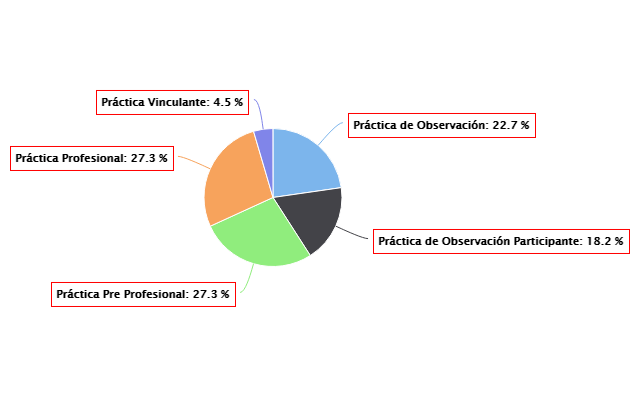 Práctica Vinculante: 4.5 %
Práctica de Observación: 22.7 %
Práctica Profesional: 27.3 %
Práctica de Observación Participante: 18.2 %
Práctica Pre Profesional: 27.3 %